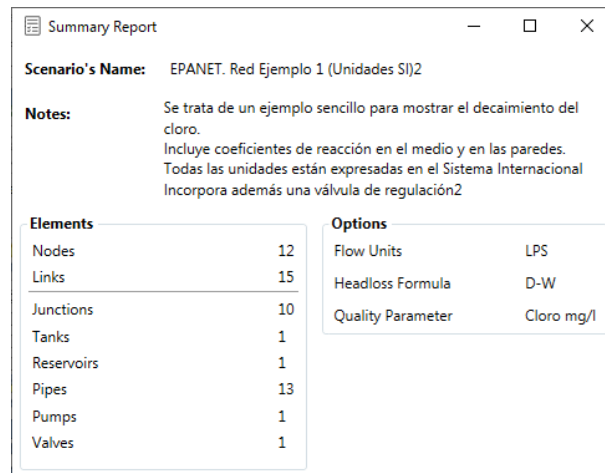 Summary Report
Scenario's Name: EPANET. Red Ejemplo 1 (Unidades SI)2
Notes:
Se trata de un ejemplo sencillo para mostrar el decaimiento del
cloro.
Incluye coeficientes de reacción en el medio y en las paredes.
Todas las unidades están expresadas en el Sistema Internacional
Incorpora además una válvula de regulación2
Elements
Nodes 12
Links 15
Junctions 10
Tanks 1
Reservoirs 1
Pipes 13
Pumps 1
Valves 1
Options
Flow Units LPS
Headloss Formula D-W
Quality Parameter Cloro mg/l